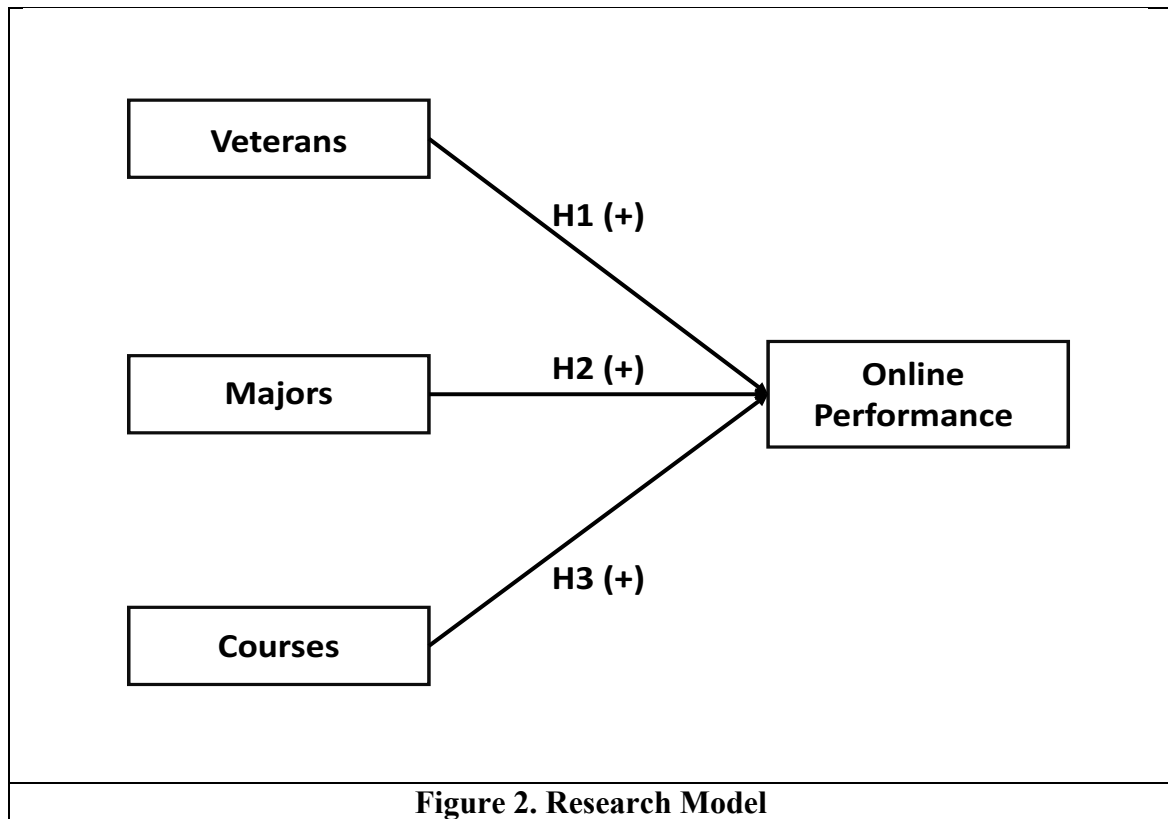 Veterans
H1 (+)
Majors
H2 (+)
Online
Performance
H3 (+)
Courses
Figure 2. Research Model